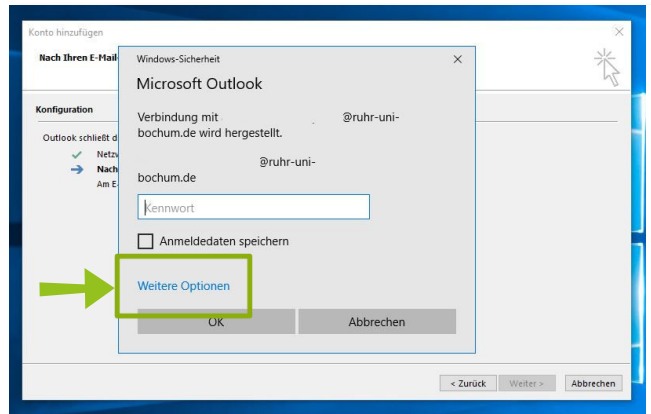 Konto hinzufügen
Nach Ihren E-Mail
Windows-Sicherheit
Microsoft Outlook
Konfiguration
Verbindung mit @ruhr-uni-
bochum.de wird hergestellt.
Outlook schließt d
Netzw
@ruhr-uni-
Nach
bochum.de
Am E-
Kennwort
Anmeldedaten speichern
Weitere Optionen
OK Abbrechen
< Zurück Weiter > Abbrechen